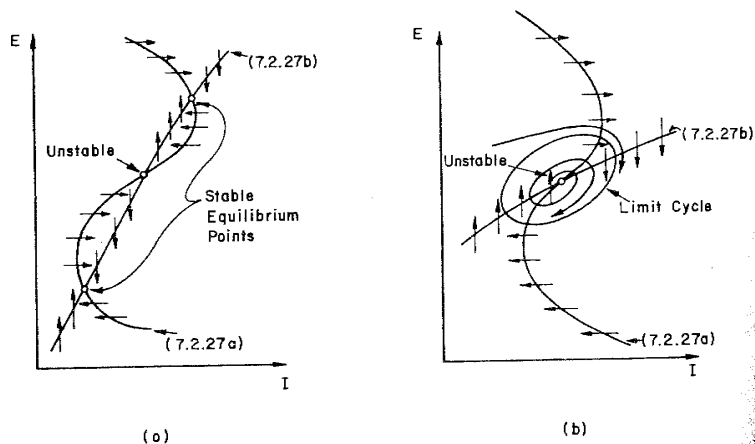 E
(7.2.27b)
Unstable
Stable
Equilibrium
Points
(7.2.27a)
I
(a)
E
(7.2.27b)
Unstable
Limit Cycle
(7.2.27a)
I
(b)